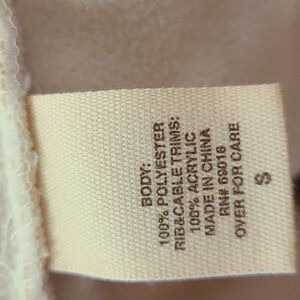 BODY:
100% POLYESTER
RIB&CABLE TRIMS:
100% ACRYLIC
MADE IN CHINA
RN# 69016
OVER FOR CARE
S